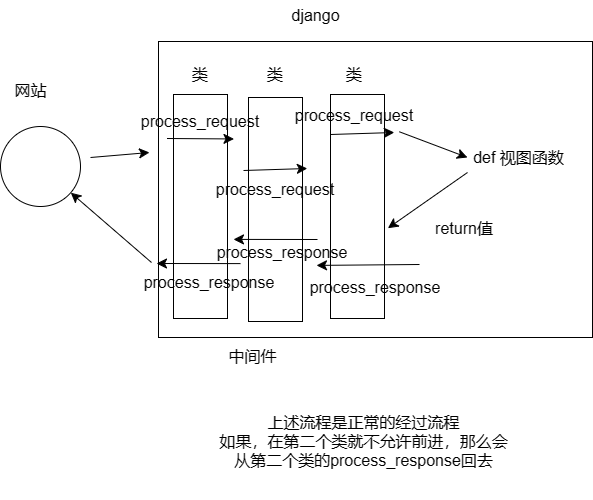 django
类
类
类
网站
process_request
process_request
def 视图函数
process_request
return值
process_response
process_response
process_response
中间件
上述流程是正常的经过流程
如果，在第二个类就不允许前进，那么会
从第二个类的process_response回去